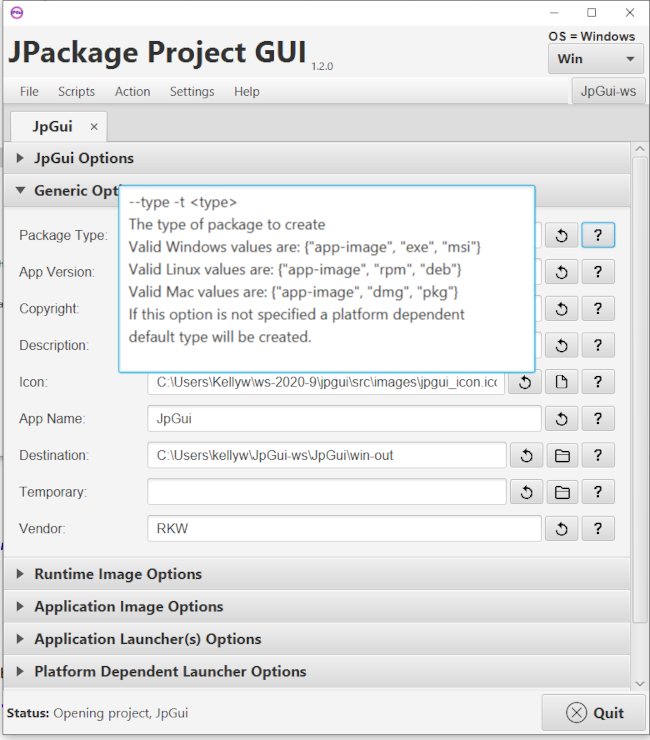 OS = Windows
JPackage Project GUI 1.2.0
Win
File Scripts Action Settings Help JpGui-ws
JpGui ×
JpGui Options
Generic Opti
--type -t <type>
The type of package to create
Valid Windows values are: {"app-image", "exe", "msi"}
Valid Linux values are: {"app-image", "rpm", "deb"}
Valid Mac values are: {"app-image", "dmg", "pkg"}
If this option is not specified a platform dependent
default type will be created.
Package Type: ?
App Version: ?
Copyright: ?
Description: ?
Icon: C:\Users\Kellyw\ws-2020-9\jpgui\src\images\jpgui_icon.ico ?
App Name: JpGui ?
Destination: C:\Users\kellyw\JpGui-ws\JpGui\win-out ?
Temporary: ?
Vendor: RKW ?
Runtime Image Options
Application Image Options
Application Launcher(s) Options
Platform Dependent Launcher Options
Status: Opening project, JpGui
Quit